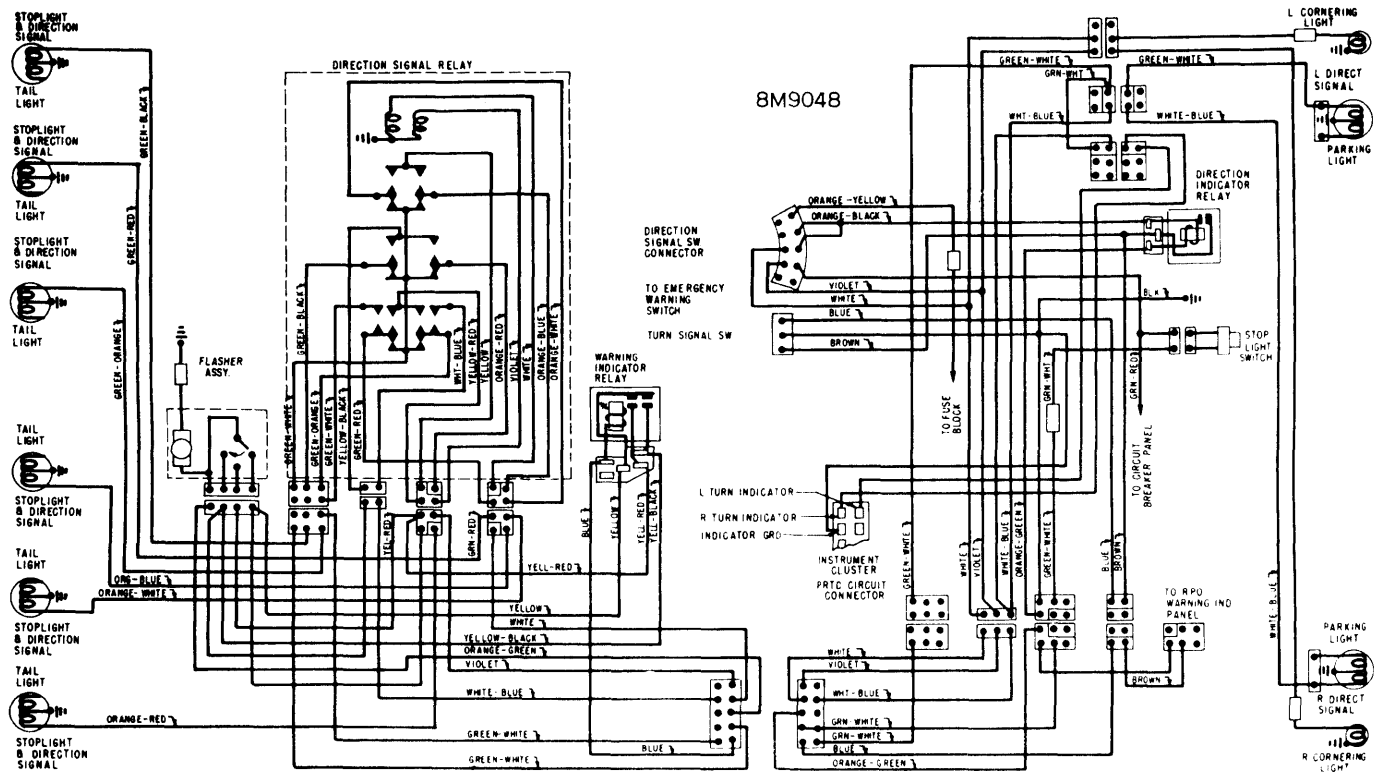 STOPLIGHT
& DIRECTION
SIGNAL
TAIL
LIGHT
STOPLIGHT
& DIRECTION
SIGNAL
TAIL
LIGHT
STOPLIGHT
& DIRECTION
SIGNAL
TAIL
LIGHT
TAIL
LIGHT
STOPLIGHT
& DIRECTION
SIGNAL
TAIL
LIGHT
STOPLIGHT
& DIRECTION
SIGNAL
TAIL
LIGHT
STOPLIGHT
& DIRECTION
SIGNAL
GREEN-BLACK
GREEN-RED
GREEN-ORANGE
ORG-BLUE
ORANGE-WHITE
ORANGE-RED
FLASHER
ASSY.
DIRECTION SIGNAL RELAY
GREEN-BLACK
GREEN-WHITE
GREEN-ORANGE
GREEN-WHITE
YELLOW-BLACK
GREEN-RED
WHT-BLUE
YELLOW-RED
YELLOW
ORANGE-RED
VIOLET
WHITE
ORANGE-BLUE
ORANGE-WHITE
YEL-RED
GRN-RED
WARNING
INDICATOR
RELAY
BLUE
YELLOW
YELL-RED
YELL-BLACK
YELL-RED
YELLOW
WHITE
YELLOW-BLACK
ORANGE-GREEN
VIOLET
WHITE-BLUE
GREEN-WHITE
BLUE
GREEN-WHITE
8M9048
DIRECTION
SIGNAL SW
CONNECTOR
TO EMERGENCY
WARNING
SWITCH
TURN SIGNAL SW
ORANGE-YELLOW
ORANGE-BLACK
VIOLET
WHITE
BLUE
BROWN
GREEN-WHITE
GRN-WHT
GREEN-WHITE
WHT-BLUE
WHITE-BLUE
L CORNERING
LIGHT
L DIRECT
SIGNAL
PARKING
LIGHT
DIRECTION
INDICATOR
RELAY
BLK
STOP
LIGHT
SWITCH
GRN-WHT
GRN-RED
TO FUSE
BLOCK
TO CIRCUIT
BREAKER PANEL
L TURN INDICATOR
R TURN INDICATOR
INDICATOR GRD
INSTRUMENT
CLUSTER
PRTC CIRCUIT
CONNECTOR
GREEN-WHITE
WHITE
VIOLET
WHITE-BLUE
ORANGE-GREEN
GREEN-WHITE
BLUE
BROWN
TO RPO
WARNING IND
PANEL
WHITE-BLUE
WHITE
VIOLET
WHT-BLUE
GRN-WHITE
GRN-WHITE
BLUE
ORANGE-GREEN
BROWN
PARKING
LIGHT
R DIRECT
SIGNAL
R CORNERING
LIGHT